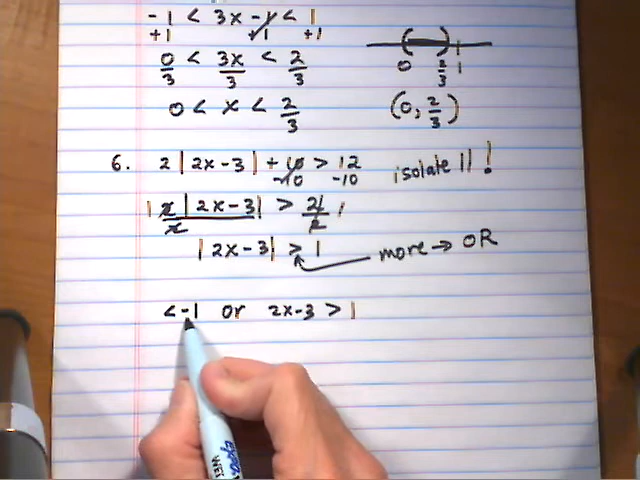 -1 < 3x - 1 < 1
+1 +1 +1
0/3 < 3x/3 < 2/3
0 2/3 1
0 < x < 2/3
(0, 2/3)
6. 2|2x-3| + 10 > 12
-10 -10
isolate || !
2|2x-3|/2 > 2/2 1
|2x-3| > 1
more → OR
< -1 or 2x-3 > 1